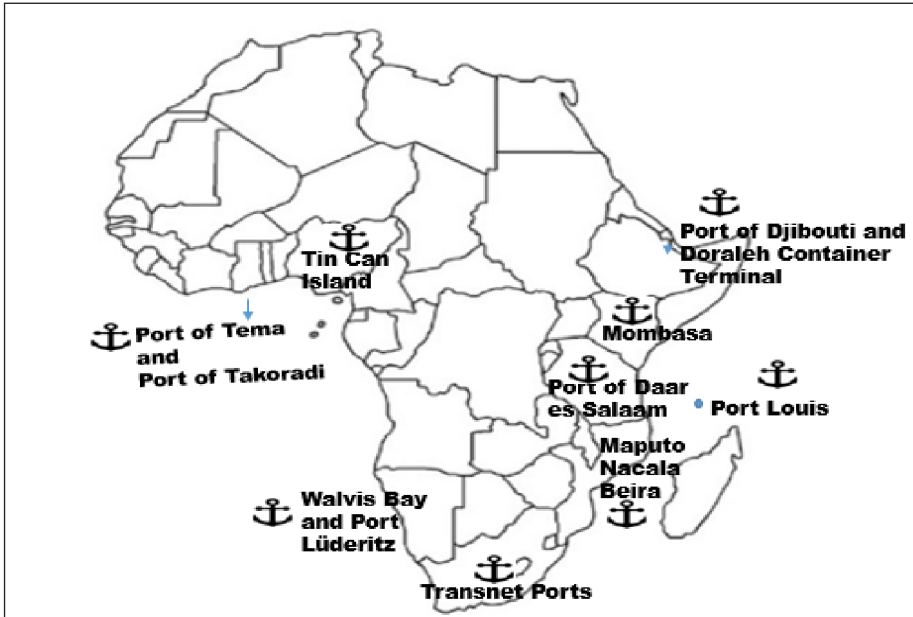 Port of Djibouti and
Doraleh Container
Terminal
Tin Can
Island
Mombasa
Port of Tema
and
Port of Takoradi
Port of Daar
es Salaam
Port Louis
Maputo
Nacala
Beira
Walvis Bay
and Port
Lüderitz
Transnet Ports